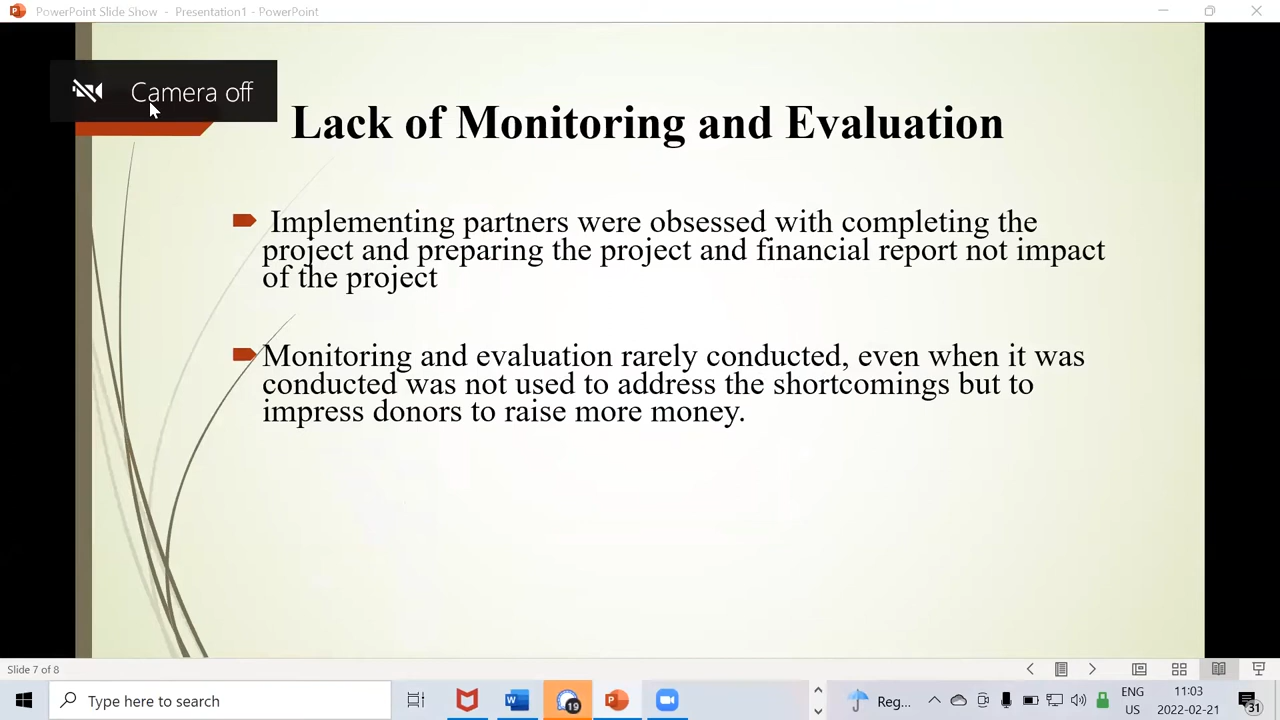 PowerPoint Slide Show - Presentation1 - PowerPoint
Camera off
Lack of Monitoring and Evaluation
Implementing partners were obsessed with completing the
project and preparing the project and financial report not impact
of the project
Monitoring and evaluation rarely conducted, even when it was
conducted was not used to address the shortcomings but to
impress donors to raise more money.
Slide 7 of 8
Type here to search
19
Reg...
ENG
US
11:03
2022-02-21
31